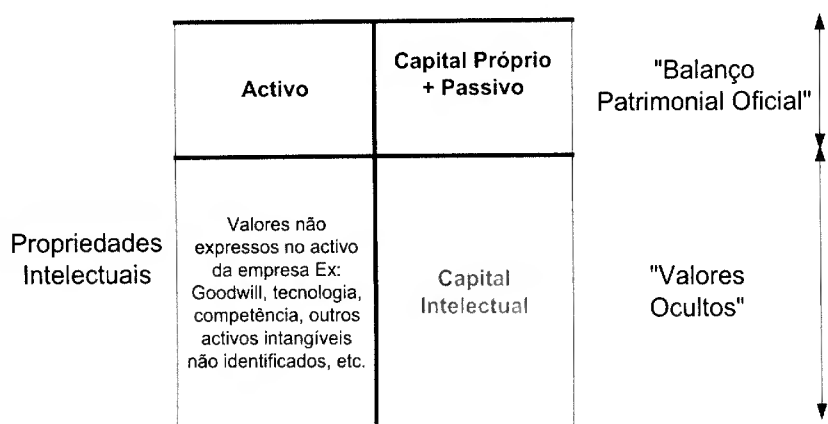 Activo
Capital Próprio
+ Passivo
"Balanço
Patrimonial Oficial"
Propriedades
Intelectuais
Valores não
expressos no activo
da empresa Ex:
Goodwill, tecnologia,
competência, outros
activos intangíveis
não identificados, etc.
Capital
Intelectual
"Valores
Ocultos"